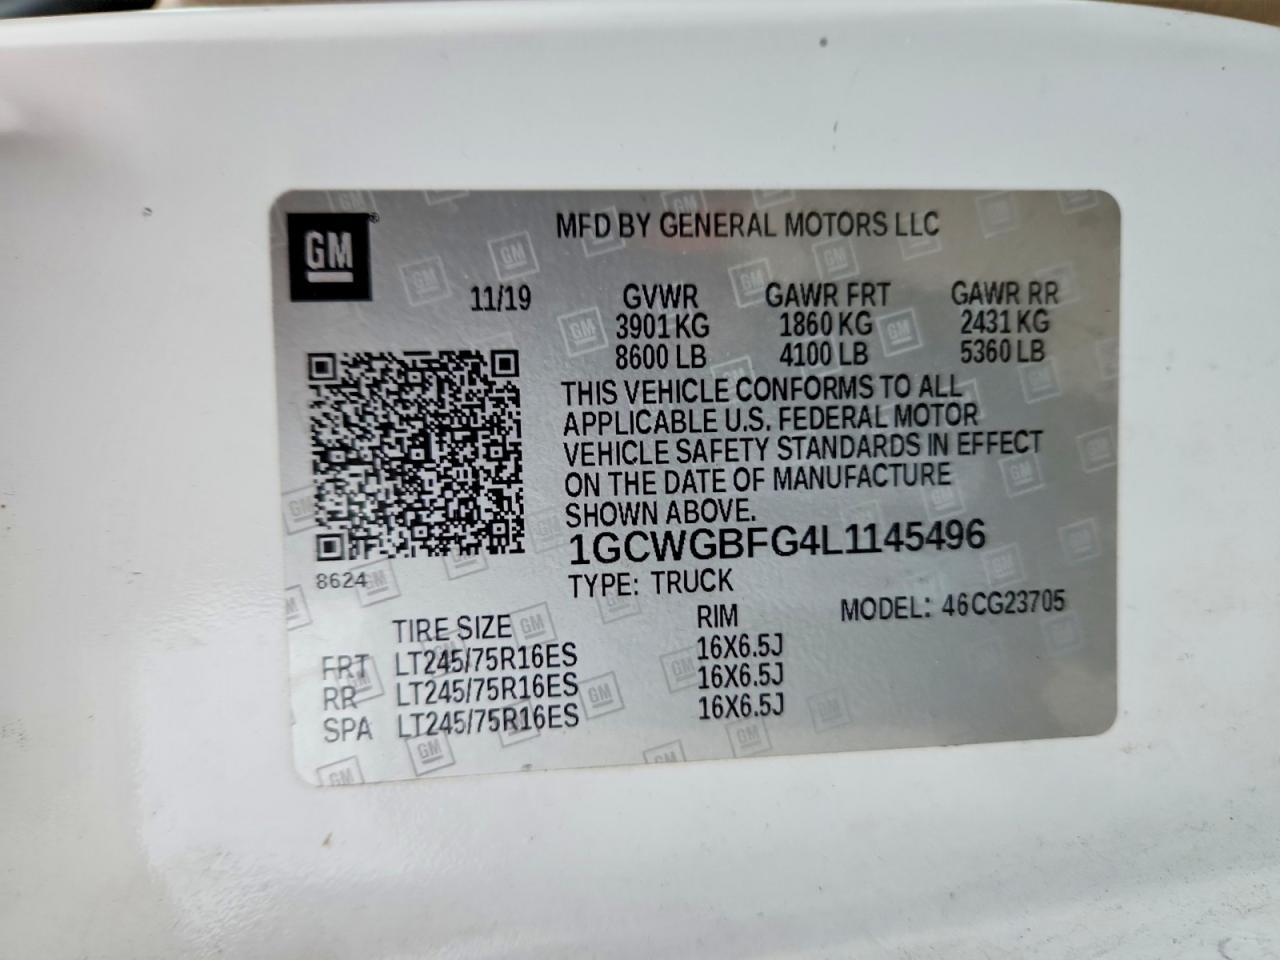 GM®
MFD BY GENERAL MOTORS LLC
11/19 GVWR GAWR FRT GAWR RR
3901 KG 1860 KG 2431 KG
8600 LB 4100 LB 5360 LB
THIS VEHICLE CONFORMS TO ALL
APPLICABLE U.S. FEDERAL MOTOR
VEHICLE SAFETY STANDARDS IN EFFECT
ON THE DATE OF MANUFACTURE
SHOWN ABOVE.
1GCWGBFG4L1145496
8624
TYPE: TRUCK
MODEL: 46CG23705
TIRE SIZE RIM
FRT LT245/75R16ES 16X6.5J
RR LT245/75R16ES 16X6.5J
SPA LT245/75R16ES 16X6.5J